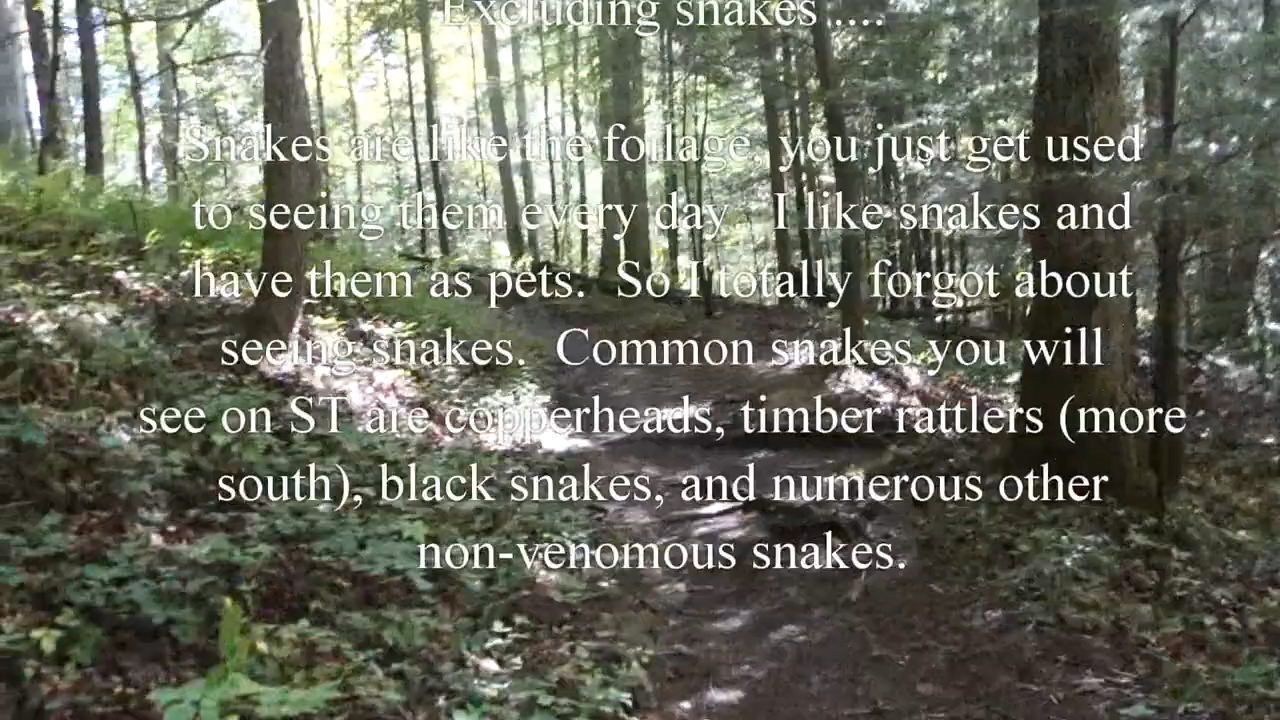 Excluding snakes ....
Snakes are like the foilage, you just get used
to seeing them every day. I like snakes and
have them as pets. So I totally forgot about
seeing snakes. Common snakes you will
see on ST are copperheads, timber rattlers (more
south), black snakes, and numerous other
non-venomous snakes.